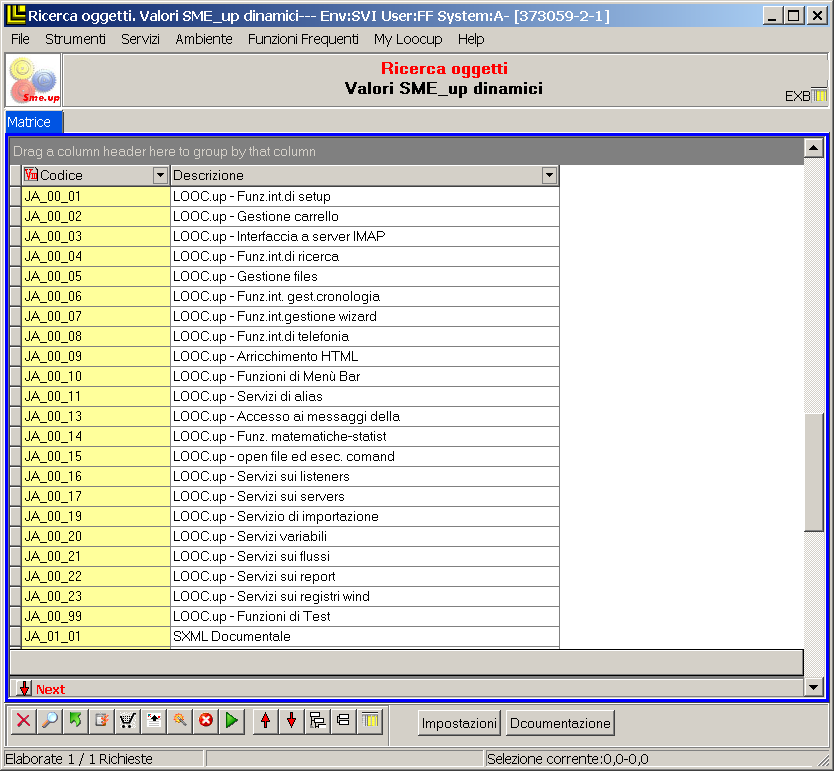 Ricerca oggetti. Valori SME_up dinamici--- Env:SVI User:FF System:A- [373059-2-1]
File Strumenti Servizi Ambiente Funzioni Frequenti My Loocup Help
Sme.up
Ricerca oggetti
Valori SME_up dinamici
EXB
Matrice
Drag a column header here to group by that column
Codice Descrizione
JA_00_01 LOOC.up - Funz.int.di setup
JA_00_02 LOOC.up - Gestione carrello
JA_00_03 LOOC.up - Interfaccia a server IMAP
JA_00_04 LOOC.up - Funz.int.di ricerca
JA_00_05 LOOC.up - Gestione files
JA_00_06 LOOC.up - Funz.int. gest.cronologia
JA_00_07 LOOC.up - Funz.int.gestione wizard
JA_00_08 LOOC.up - Funz.int.di telefonia
JA_00_09 LOOC.up - Arricchimento HTML
JA_00_10 LOOC.up - Funzioni di Menù Bar
JA_00_11 LOOC.up - Servizi di alias
JA_00_13 LOOC.up - Accesso ai messaggi della
JA_00_14 LOOC.up - Funz. matematiche-statist
JA_00_15 LOOC.up - open file ed esec. comand
JA_00_16 LOOC.up - Servizi sui listeners
JA_00_17 LOOC.up - Servizi sui servers
JA_00_19 LOOC.up - Servizio di importazione
JA_00_20 LOOC.up - Servizi variabili
JA_00_21 LOOC.up - Servizi sui flussi
JA_00_22 LOOC.up - Servizi sui report
JA_00_23 LOOC.up - Servizi sui registri wind
JA_00_99 LOOC.up - Funzioni di Test
JA_01_01 SXML Documentale
Next
Impostazioni Dcoumentazione
Elaborate 1 / 1 Richieste Selezione corrente:0,0-0,0